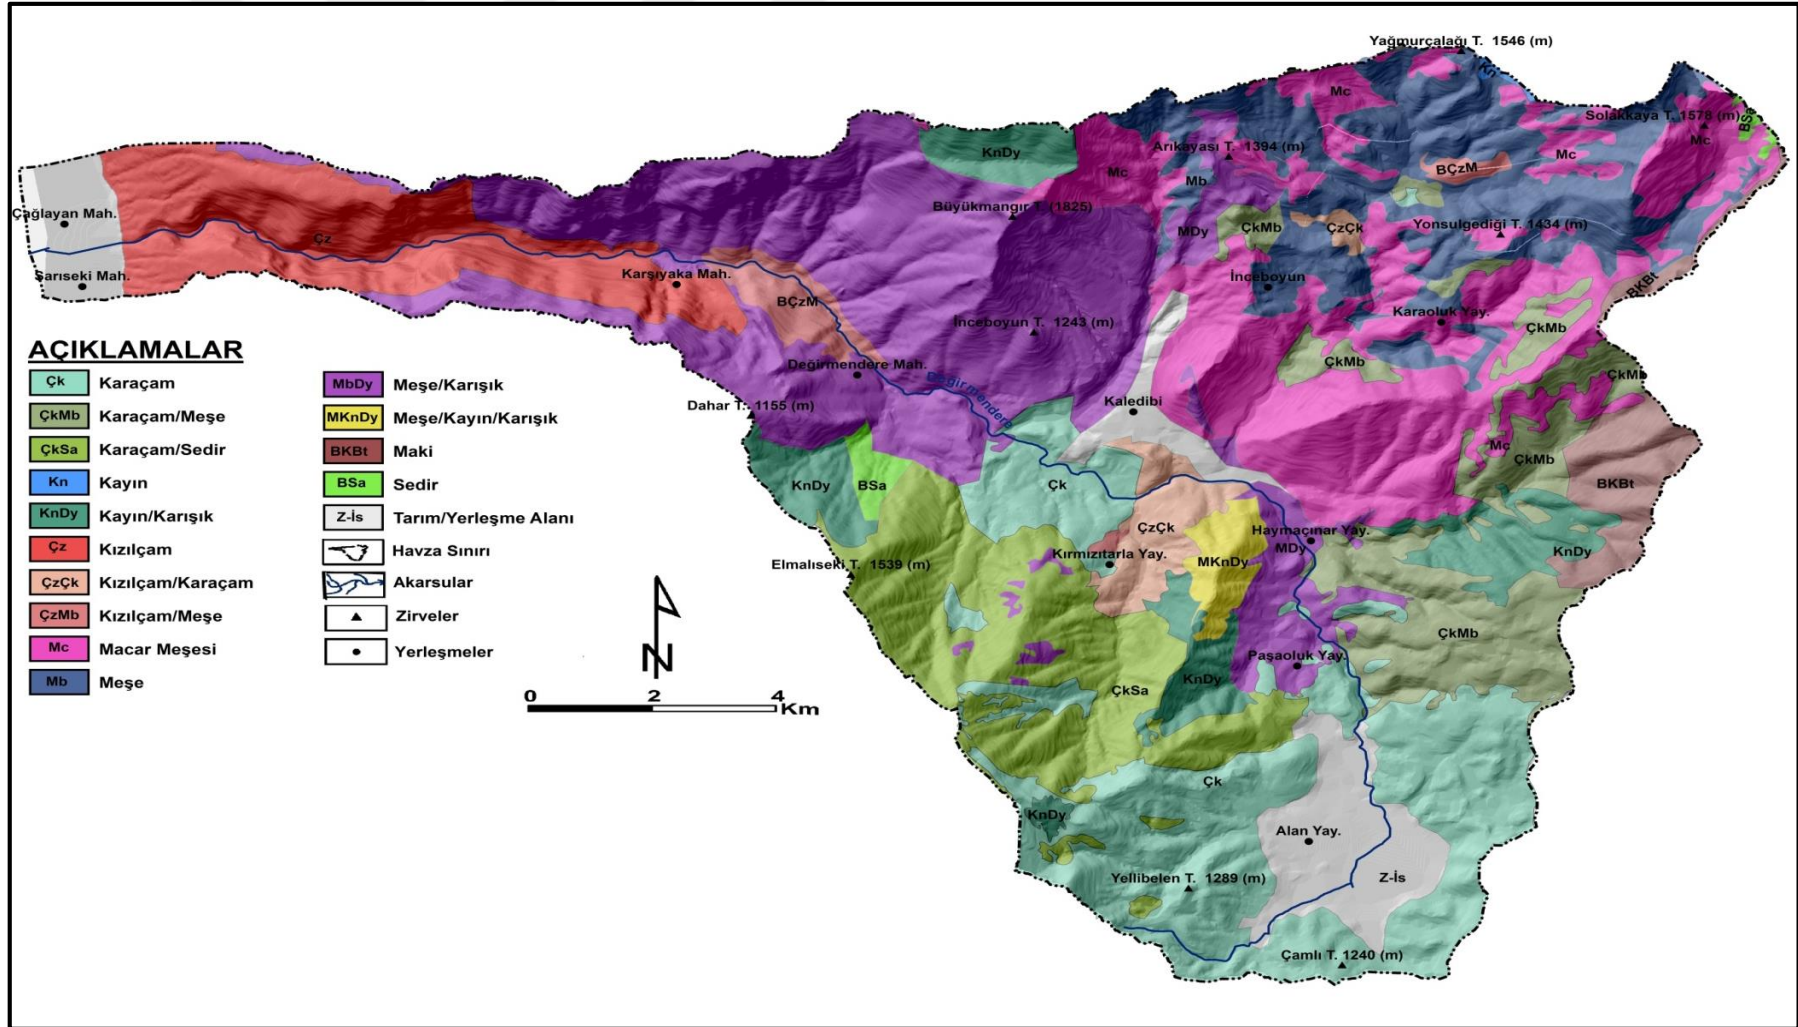 Yağmurçalağı T. 1546 (m)
Kn
Mc
Solakkaya T. 1578 (m)
BSa
Mc
Arıkayası T. 1394 (m)
KnDy
Mc
BÇzM
Mc
Mb
Çağlayan Mah.
Büyükmangır T. (1825)
Yonsulgediği T. 1434 (m)
MDy
ÇkMb
ÇzÇk
Çz
Sarıseki Mah.
Karşıyaka Mah.
İnceboyun
BKBt
BÇzM
Karaoluk Yay.
İnceboyun T. 1243 (m)
ÇkMb
ÇkMb
Değirmendere Mah.
Değirmendere
ÇkMb
Dahar T. 1155 (m)
Kaledibi
Mc
ÇkMb
KnDy
BSa
Çk
BKBt
ÇzÇk
Haymaçınar Yay.
MDy
Kırmızıtarla Yay.
KnDy
Elmalıseki T. 1539 (m)
MKnDy
ÇkMb
Paşaoluk Yay.
KnDy
ÇkSa
Çk
KnDy
Alan Yay.
Yellibelen T. 1289 (m)
Z-İs
Çamlı T. 1240 (m)
AÇIKLAMALAR
Çk Karaçam
ÇkMb Karaçam/Meşe
ÇkSa Karaçam/Sedir
Kn Kayın
KnDy Kayın/Karışık
Çz Kızılçam
ÇzÇk Kızılçam/Karaçam
ÇzMb Kızılçam/Meşe
Mc Macar Meşesi
Mb Meşe
MbDy Meşe/Karışık
MKnDy Meşe/Kayın/Karışık
BKBt Maki
BSa Sedir
Z-İs Tarım/Yerleşme Alanı
Havza Sınırı
Akarsular
Zirveler
Yerleşmeler
N
0 2 4
Km